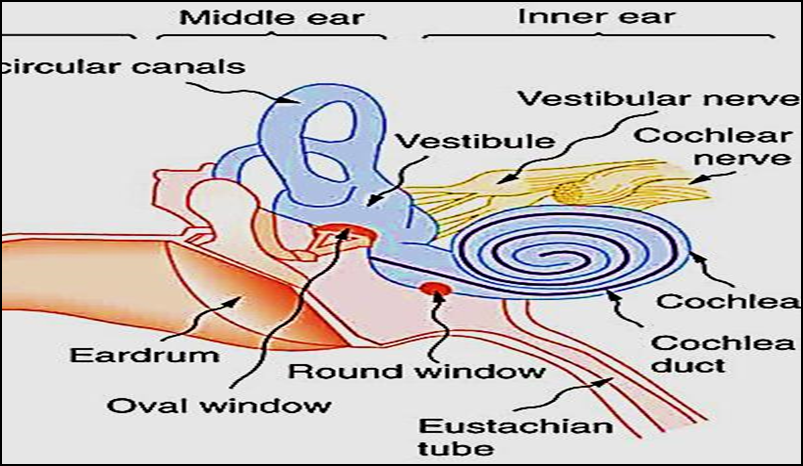 Middle ear
Inner ear
circular canals
Vestibular nerve
Vestibule
Cochlear
nerve
Cochlea
Eardrum
Round window
Cochlea
duct
Oval window
Eustachian
tube